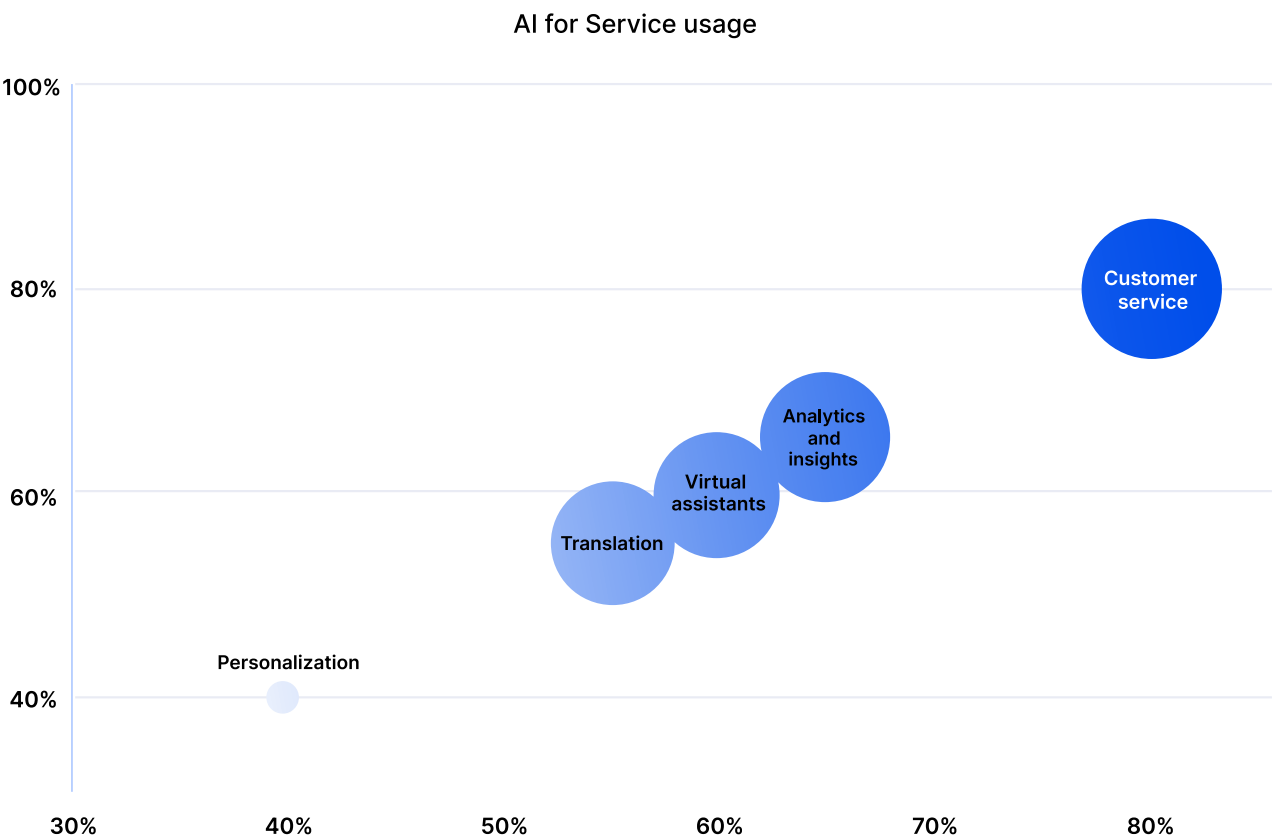 AI for Service usage
100%
80%
Customer
service
Analytics
and
insights
60%
Virtual
assistants
Translation
Personalization
40%
30%
40%
50%
60%
70%
80%